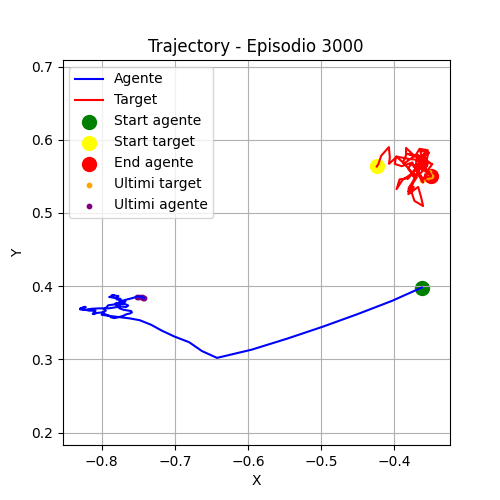 Trajectory - Episodio 3000
Agente
Target
Start agente
Start target
End agente
Ultimi target
Ultimi agente
0.7
0.6
0.5
0.4
0.3
0.2
Y
−0.8
−0.7
−0.6
−0.5
−0.4
X